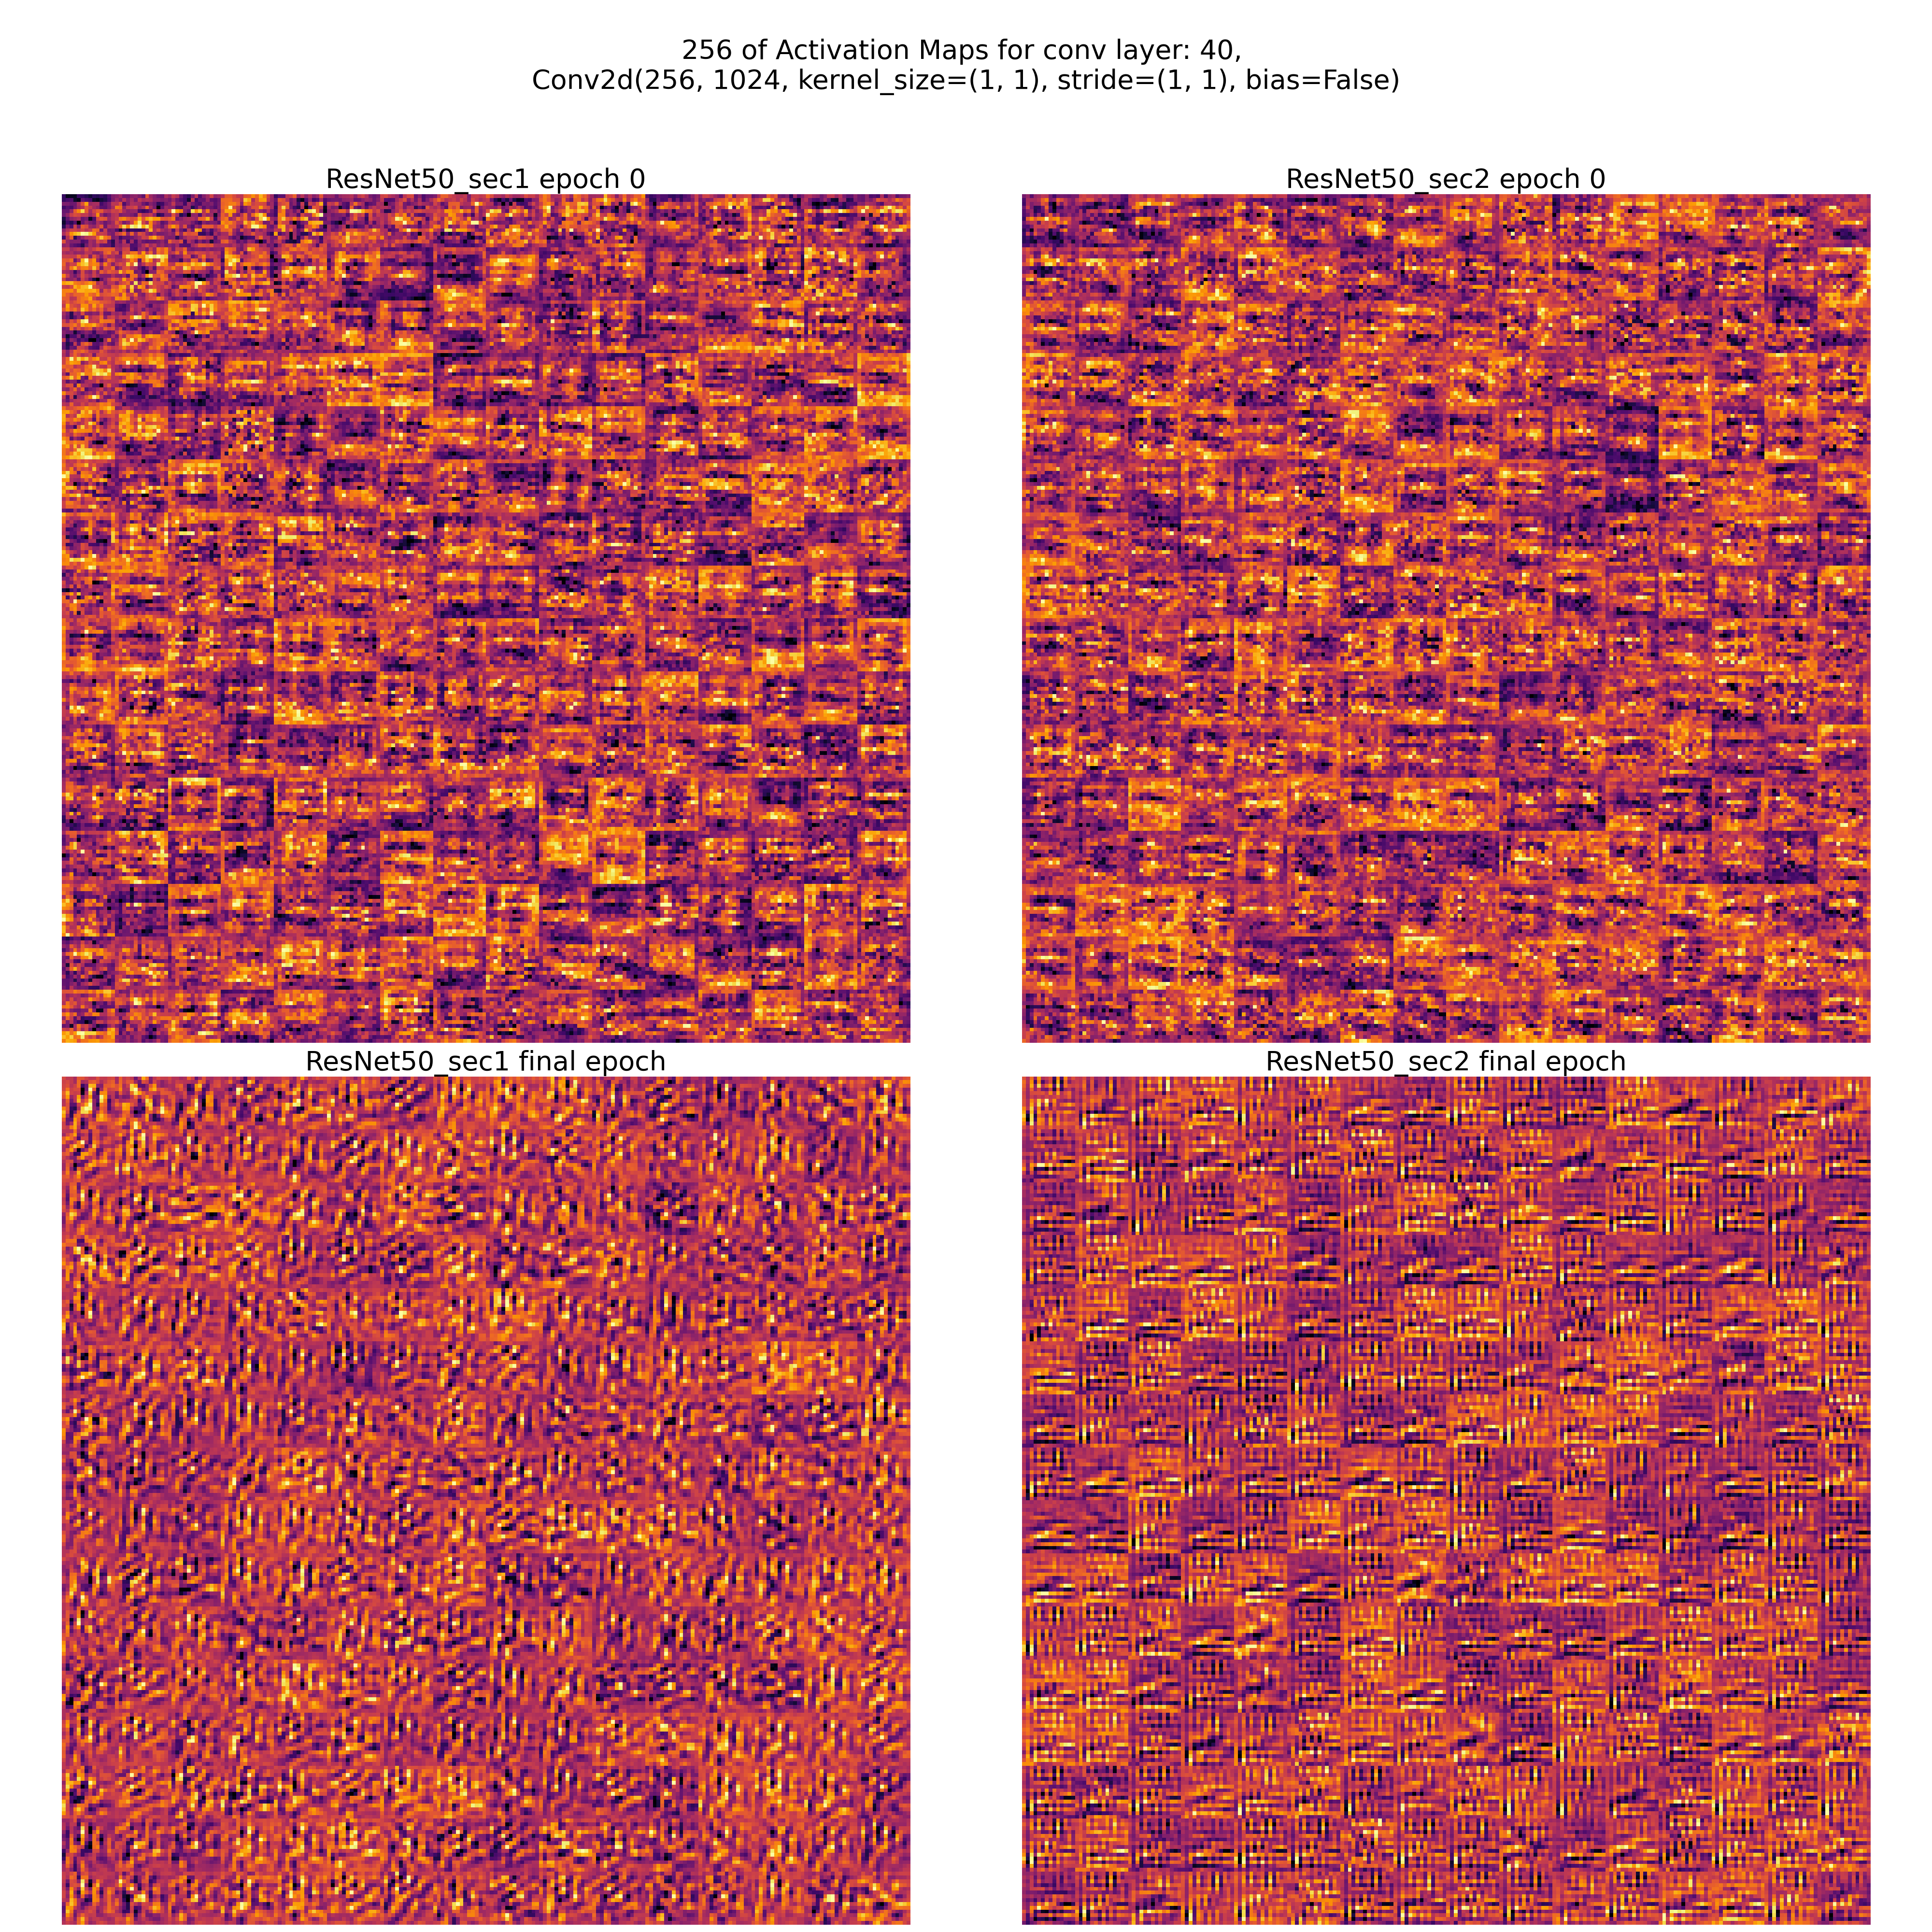 256 of Activation Maps for conv layer: 40,
Conv2d(256, 1024, kernel_size=(1, 1), stride=(1, 1), bias=False)
ResNet50_sec1 epoch 0
ResNet50_sec2 epoch 0
ResNet50_sec1 final epoch
ResNet50_sec2 final epoch